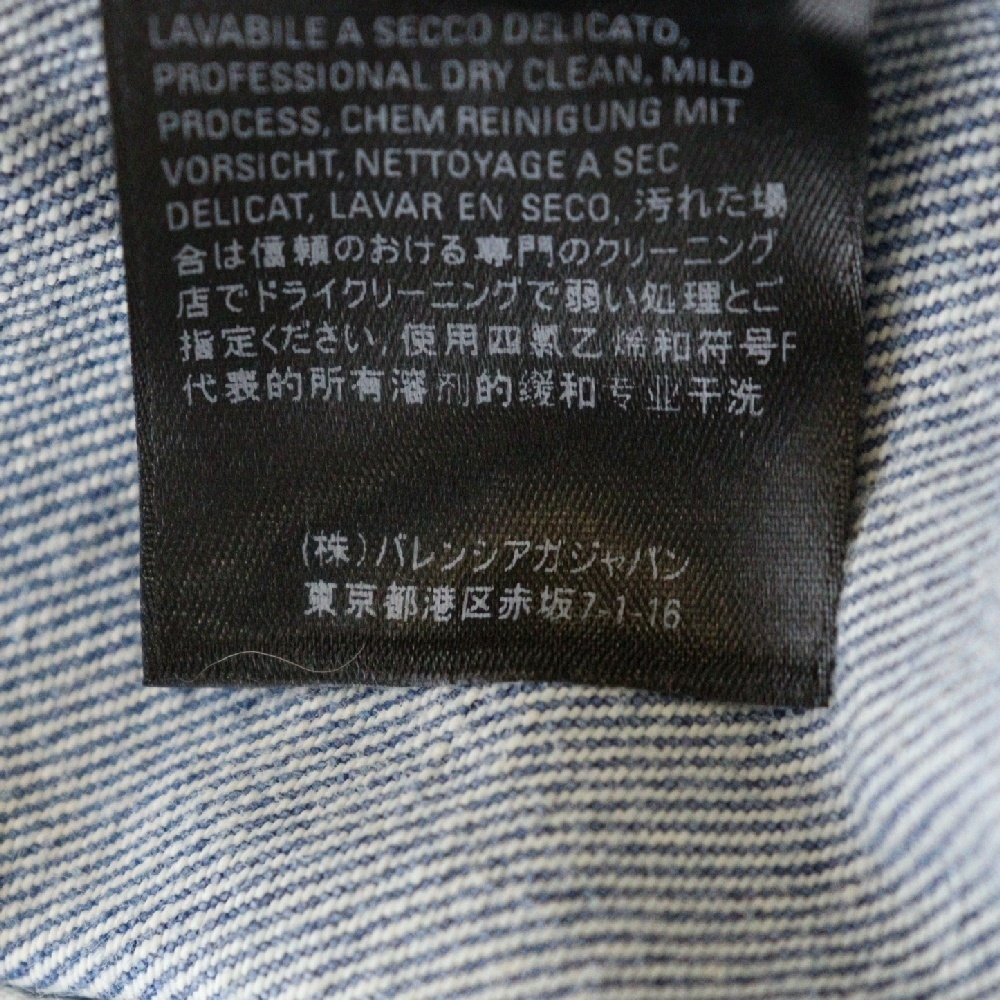 LAVABILE A SECCO DELICATO,
PROFESSIONAL DRY CLEAN, MILD
PROCESS, CHEM REINIGUNG MIT
VORSICHT, NETTOYAGE A SEC
DELICAT, LAVAR EN SECO, 汚れた場
合は信頼のおける専門のクリーニング
店でドライクリーニングで弱い処理とご
指定ください, 使用四氯乙烯和符号F
代表的所有溶剂的缓和专业干洗
(株)バレンシアガジャパン
東京都港区赤坂7-1-16